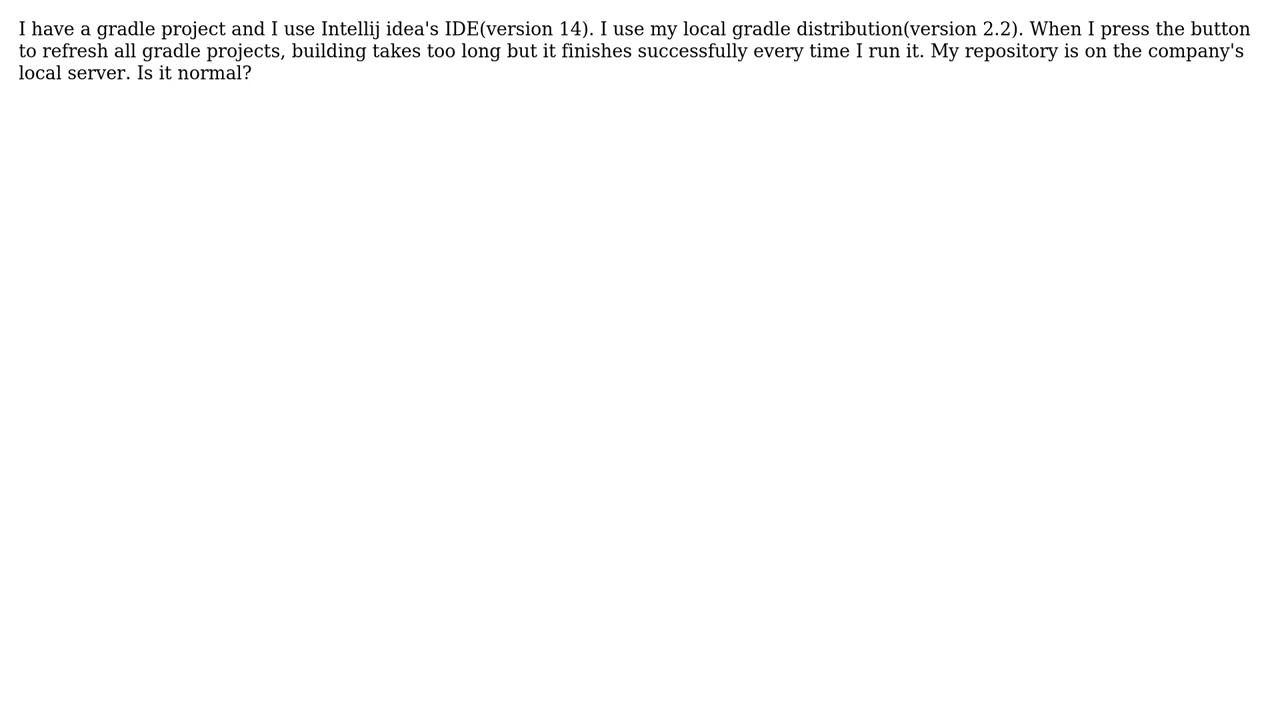 I have a gradle project and I use Intellij idea's IDE(version 14). I use my local gradle distribution(version 2.2). When I press the button
to refresh all gradle projects, building takes too long but it finishes successfully every time I run it. My repository is on the company's
local server. Is it normal?